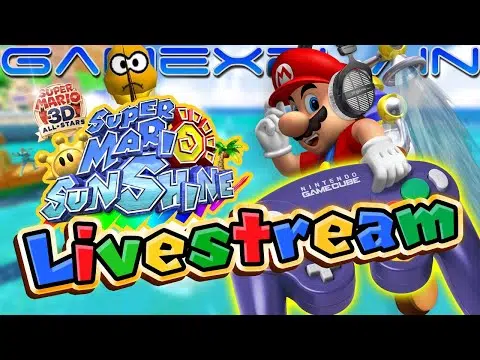 GAMEXPLAIN
SUPER MARIO
3D
ALL-STARS
SUPER
MARIO
SUNSHINE
NINTENDO
GAMECUBE
Livestream